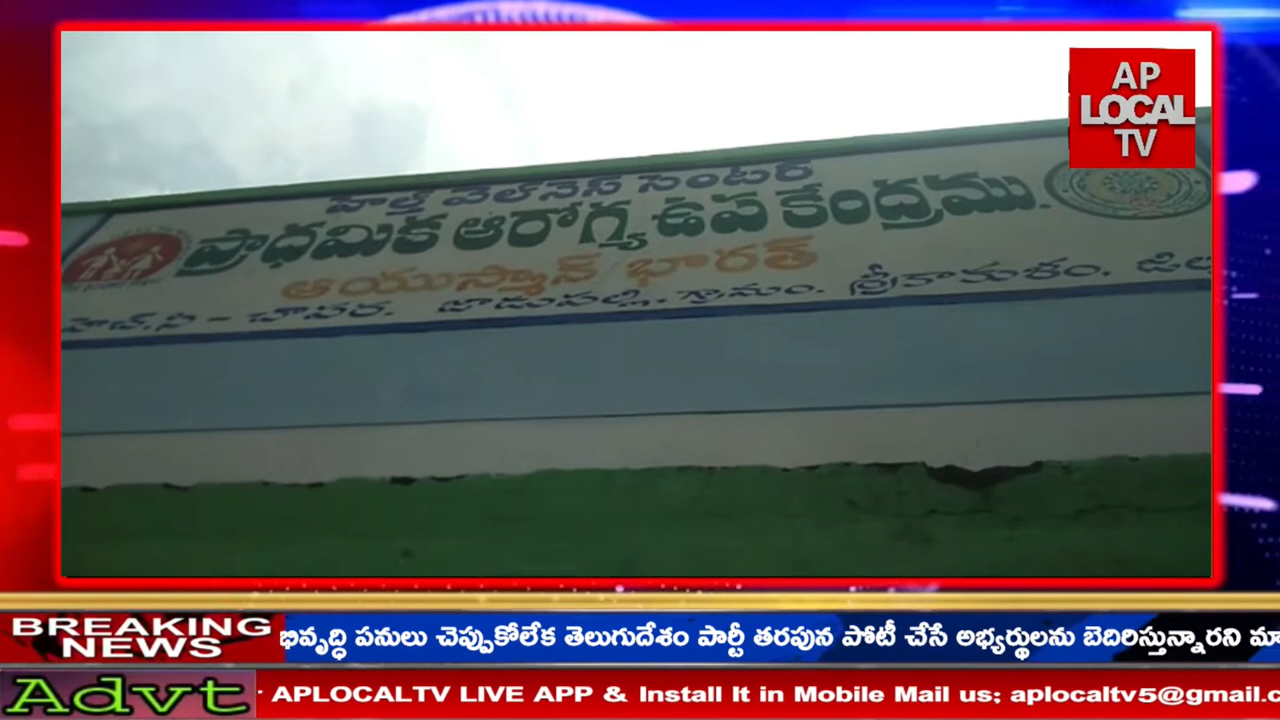 AP
LOCAL
TV
హెల్త్ వెల్‌నెస్ సెంటర్
ప్రాధమిక ఆరోగ్య ఉప కేంద్రము.
ఆయుస్మాన్ భారత్
గ్రామం. శ్రీకాకుళం. జిల
BREAKING
NEWS
భివృద్ధి పనులు చెప్పుకోలేక తెలుగుదేశం పార్టీ తరపున పోటీ చేసే అభ్యర్థులను బెదిరిస్తున్నారని మా
Advt
APLOCALTV LIVE APP & Install It in Mobile Mail us; aplocaltv5@gmail.c